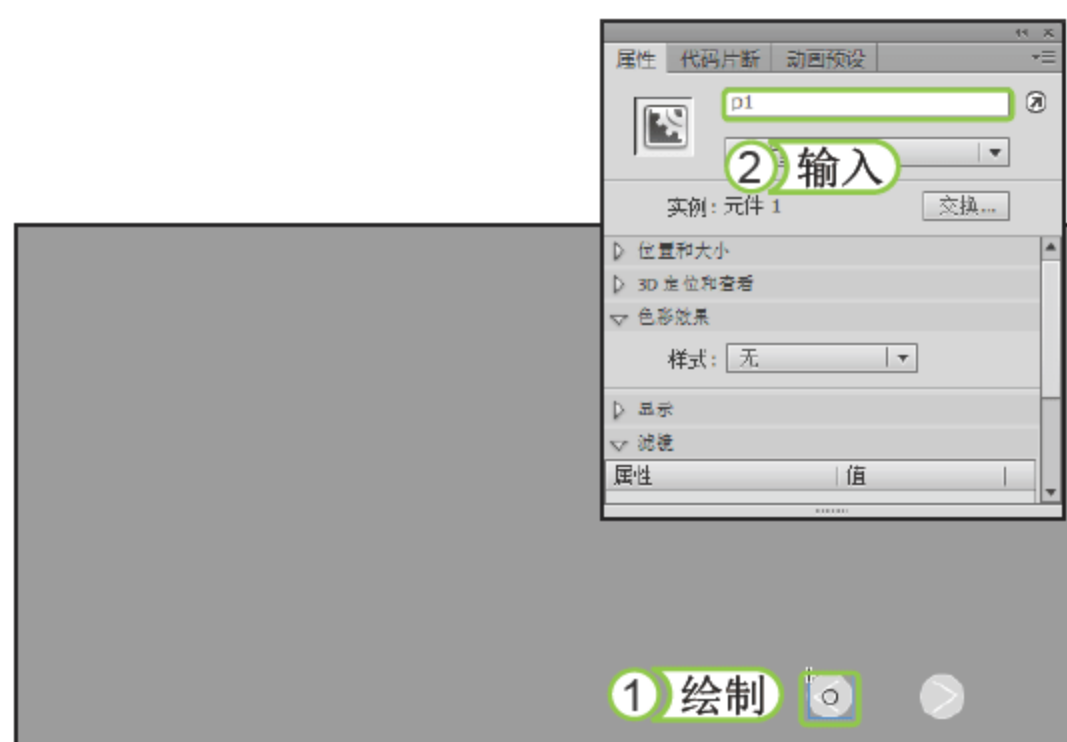 属性 代码片断 动画预设
p1
② 输入
实例: 元件 1 交换...
位置和大小
3D 定位和查看
色彩效果
样式: 无
显示
滤镜
属性 值
① 绘制